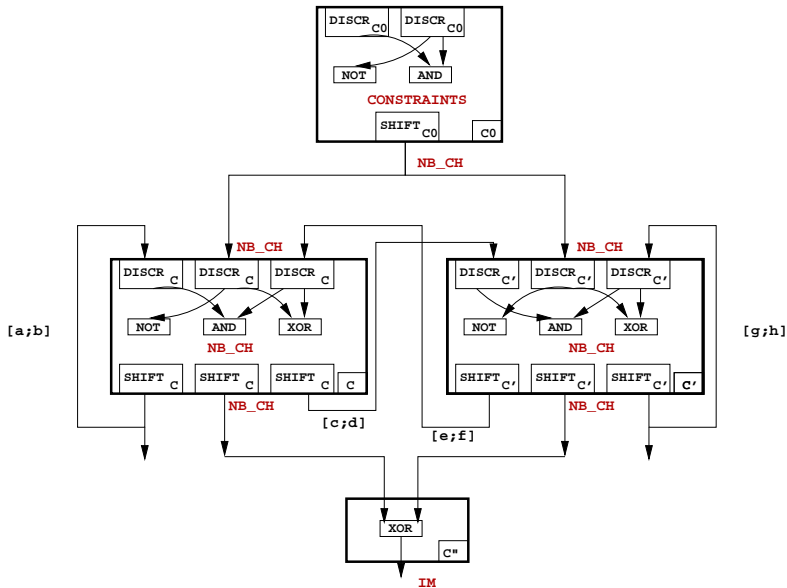 DISCR C0 DISCR C0
NOT AND
CONSTRAINTS
SHIFT C0 C0
NB_CH
NB_CH NB_CH
DISCR C DISCR C DISCR C DISCR C' DISCR C' DISCR C'
[a;b] NOT AND XOR NOT AND XOR [g;h]
NB_CH NB_CH
SHIFT C SHIFT C SHIFT C C SHIFT C' SHIFT C' SHIFT C' C'
NB_CH NB_CH
[c;d] [e;f]
XOR
C"
IM